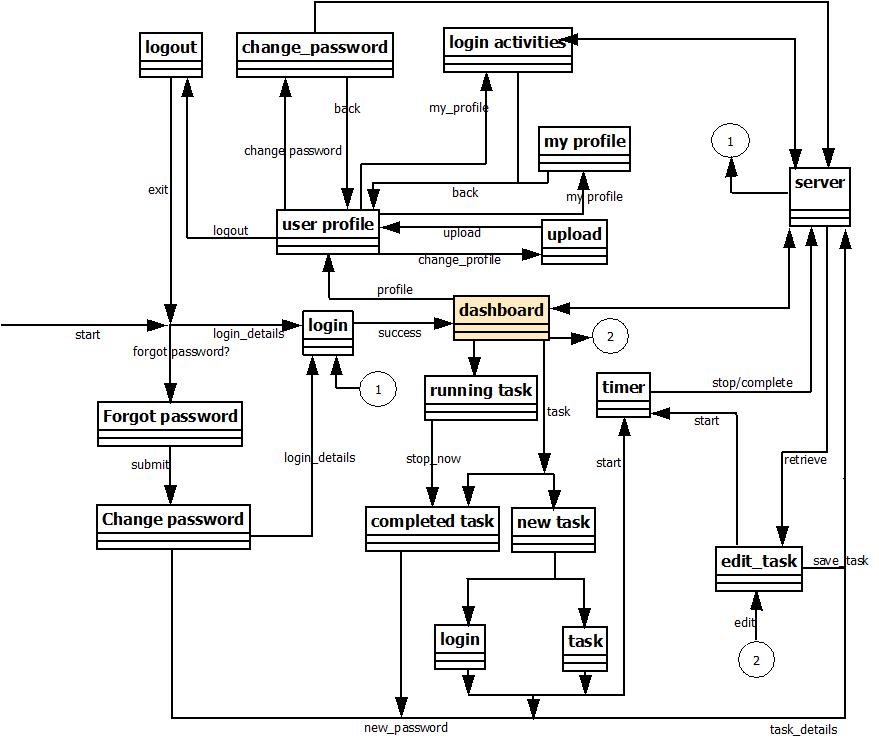 logout
change_password
login activities
back
my_profile
change password
my profile
1
exit
server
back
my profile
user profile
logout
upload
upload
change_profile
profile
dashboard
start
login_details
login
success
2
forgot password?
running task
timer
stop/complete
1
Forgot password
task
start
login_details
stop_now
start
retrieve
submit
Change password
completed task
new task
edit_task
save_task
edit
login
task
2
new_password
task_details